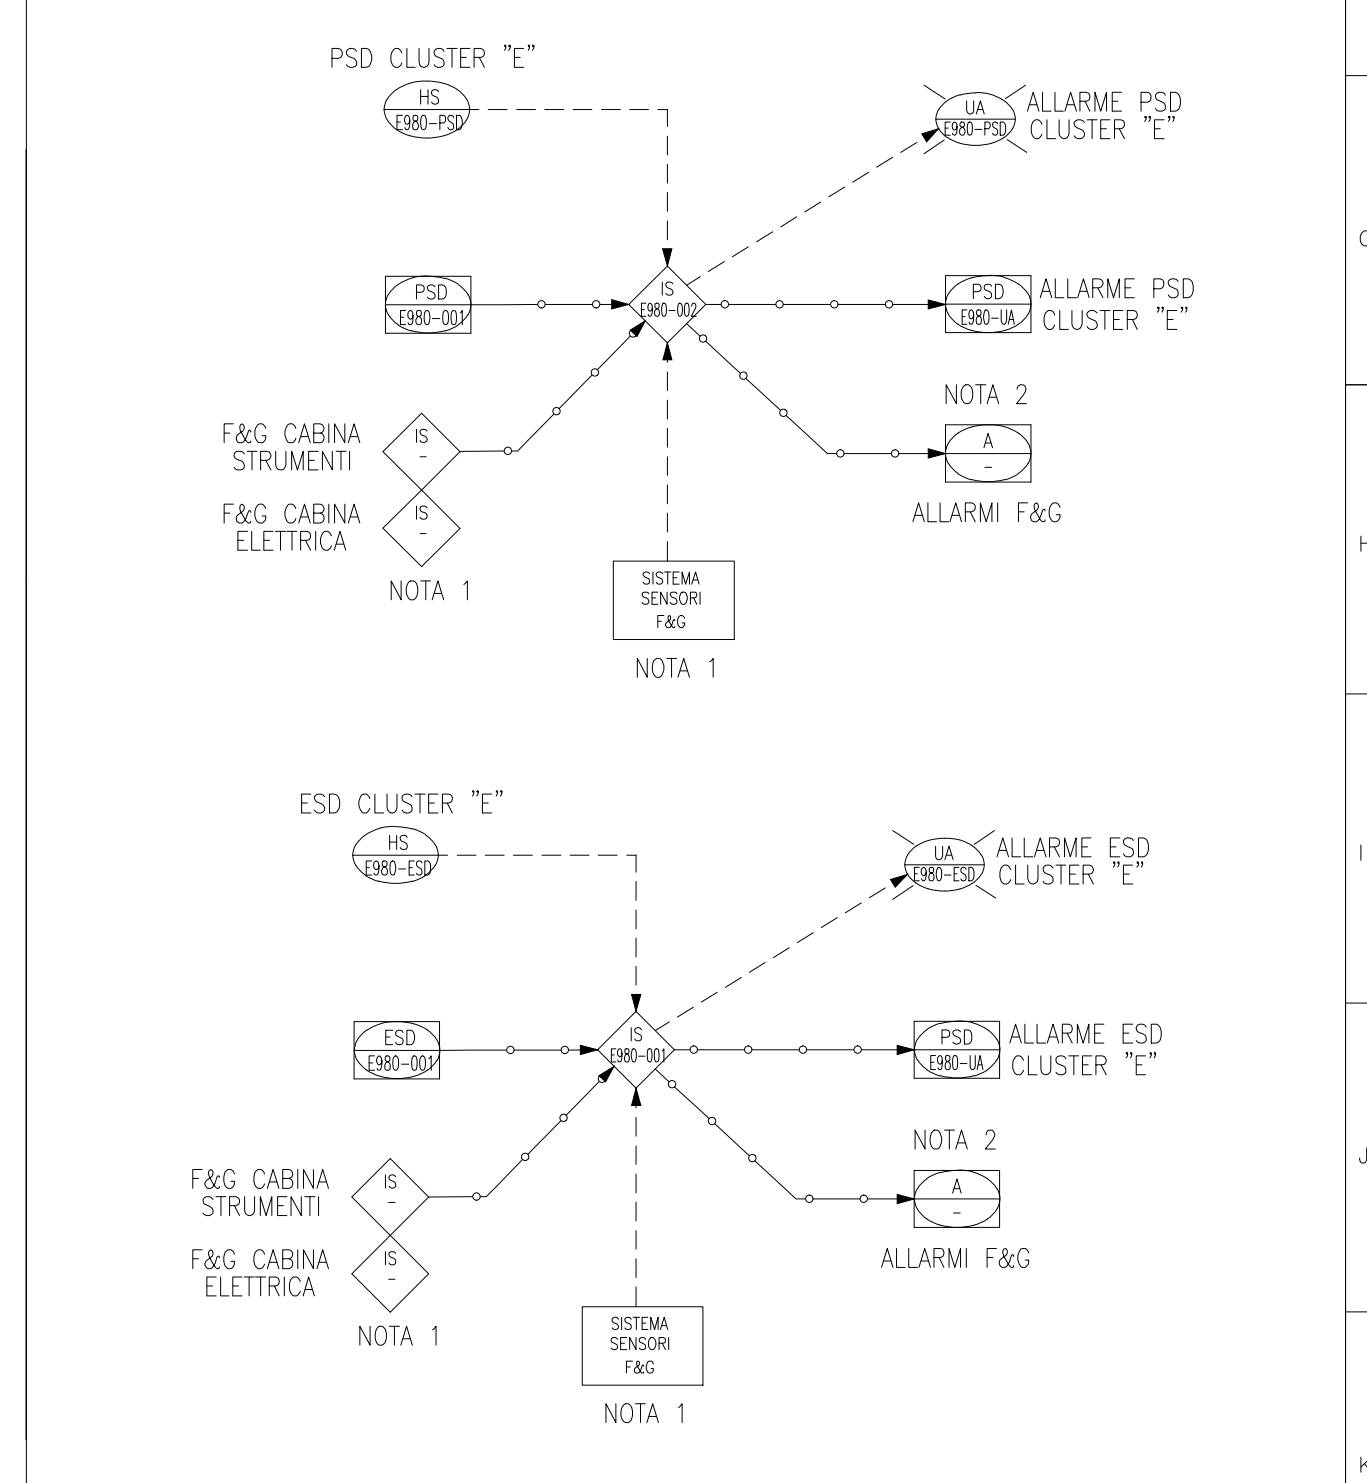 PSD CLUSTER "E"
HS
E980-PSD
UA
E980-PSD
ALLARME PSD
CLUSTER "E"
PSD
E980-001
IS
E980-002
PSD
E980-UA
ALLARME PSD
CLUSTER "E"
NOTA 2
A
-
ALLARMI F&G
F&G CABINA
STRUMENTI
IS
-
F&G CABINA
ELETTRICA
IS
-
NOTA 1
SISTEMA
SENSORI
F&G
NOTA 1
H
I
ESD CLUSTER "E"
HS
E980-ESD
UA
E980-ESD
ALLARME ESD
CLUSTER "E"
ESD
E980-001
IS
E980-001
PSD
E980-UA
ALLARME ESD
CLUSTER "E"
NOTA 2
A
-
ALLARMI F&G
F&G CABINA
STRUMENTI
IS
-
F&G CABINA
ELETTRICA
IS
-
NOTA 1
SISTEMA
SENSORI
F&G
NOTA 1
J
K